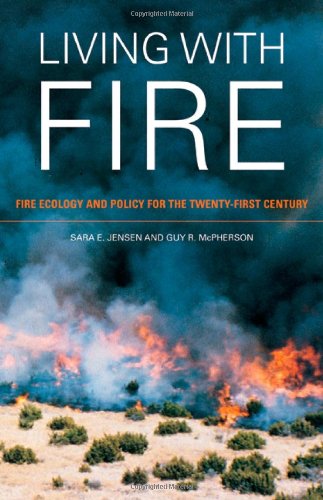 LIVING WITH
FIRE
FIRE ECOLOGY AND POLICY FOR THE TWENTY-FIRST CENTURY
SARA E. JENSEN AND GUY R. McPHERSON